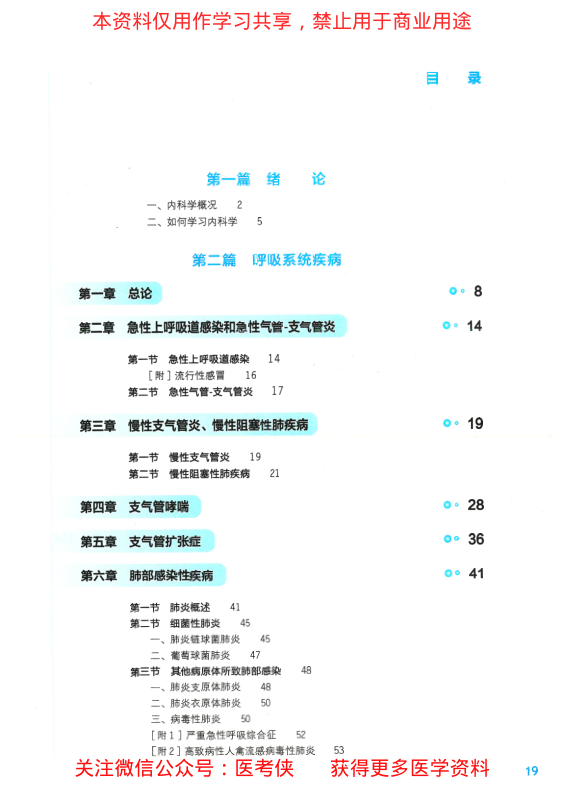 本资料仅用作学习共享，禁止用于商业用途
目 录
第一篇 绪 论
一、内科学概况 2
二、如何学习内科学 5
第二篇 呼吸系统疾病
第一章 总论 8
第二章 急性上呼吸道感染和急性气管-支气管炎 14
第一节 急性上呼吸道感染 14
［附］流行性感冒 16
第二节 急性气管-支气管炎 17
第三章 慢性支气管炎、慢性阻塞性肺疾病 19
第一节 慢性支气管炎 19
第二节 慢性阻塞性肺疾病 21
第四章 支气管哮喘 28
第五章 支气管扩张症 36
第六章 肺部感染性疾病 41
第一节 肺炎概述 41
第二节 细菌性肺炎 45
一、肺炎链球菌肺炎 45
二、葡萄球菌肺炎 47
第三节 其他病原体所致肺部感染 48
一、肺炎支原体肺炎 48
二、肺炎衣原体肺炎 50
三、病毒性肺炎 50
［附1］严重急性呼吸综合征 52
［附2］高致病性人禽流感病毒性肺炎 53
关注微信公众号：医考侠 获得更多医学资料
19